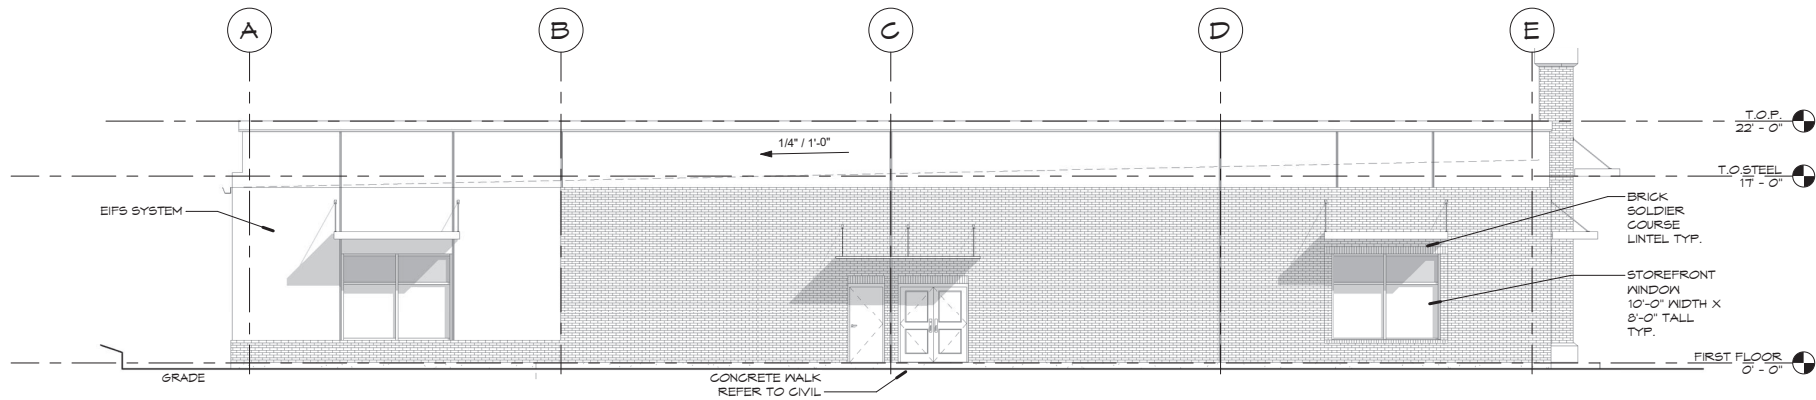 A
B
C
D
E
T.O.P.
22' - 0"
1/4" / 1'-0"
T.O.STEEL
17' - 0"
EIFS SYSTEM
BRICK
SOLDIER
COURSE
LINTEL TYP.
STOREFRONT
WINDOW
10'-0" WIDTH X
8'-0" TALL
TYP.
FIRST FLOOR
0' - 0"
GRADE
CONCRETE WALK
REFER TO CIVIL